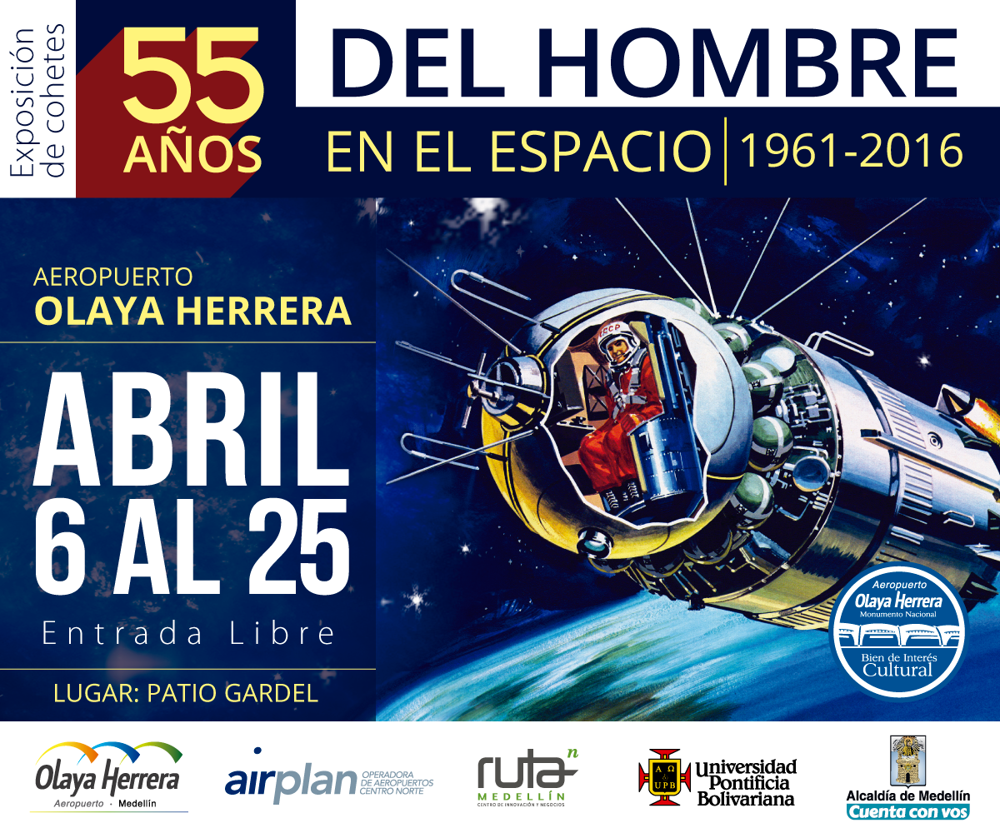 Exposición
de cohetes
55
AÑOS
DEL HOMBRE
EN EL ESPACIO | 1961-2016
AEROPUERTO
OLAYA HERRERA
ABRIL
6 AL 25
Entrada Libre
LUGAR: PATIO GARDEL
CCCP
Aeropuerto
Olaya Herrera
Monumento Nacional
Bien de Interés
Cultural
Olaya Herrera
Aeropuerto · Medellín
airplan
OPERADORA
DE AEROPUERTOS
CENTRO NORTE
ruta n
MEDELLÍN
CENTRO DE INNOVACIÓN Y NEGOCIOS
A Ω
UPB
Universidad
Pontificia
Bolivariana
Alcaldía de Medellín
Cuenta con vos